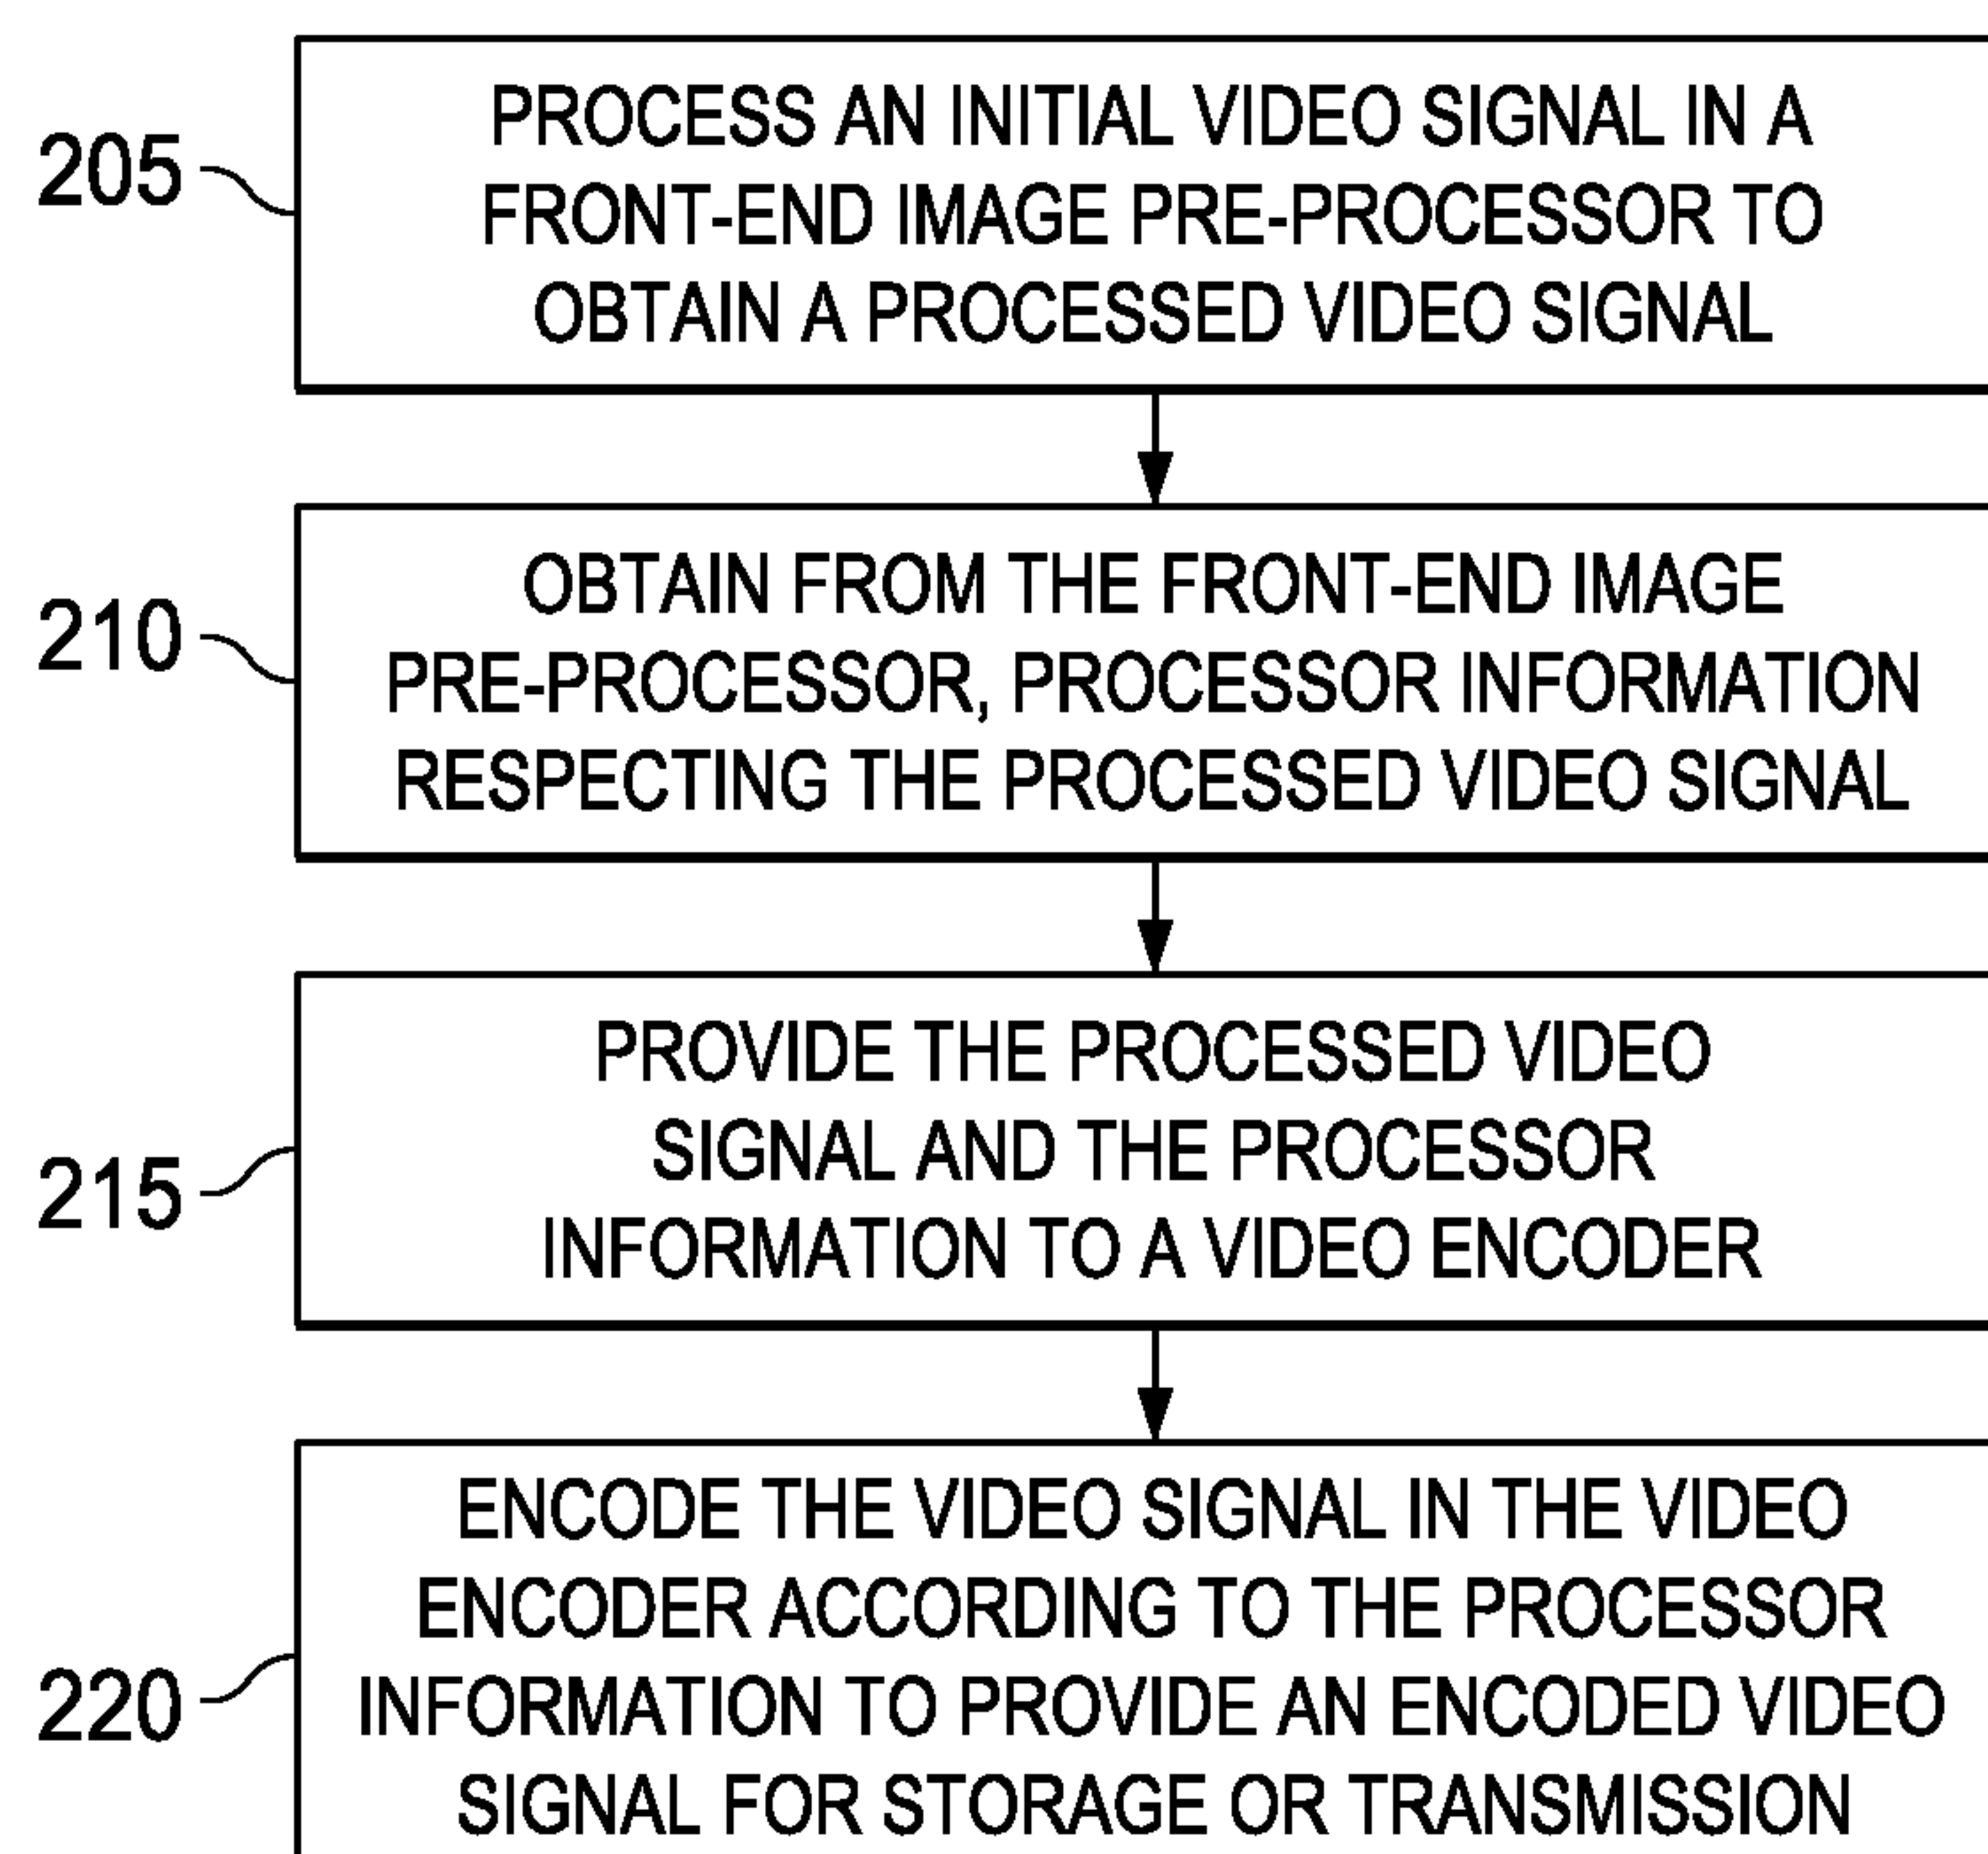 205
PROCESS AN INITIAL VIDEO SIGNAL IN A
FRONT-END IMAGE PRE-PROCESSOR TO
OBTAIN A PROCESSED VIDEO SIGNAL
210
OBTAIN FROM THE FRONT-END IMAGE
PRE-PROCESSOR, PROCESSOR INFORMATION
RESPECTING THE PROCESSED VIDEO SIGNAL
215
PROVIDE THE PROCESSED VIDEO
SIGNAL AND THE PROCESSOR
INFORMATION TO A VIDEO ENCODER
220
ENCODE THE VIDEO SIGNAL IN THE VIDEO
ENCODER ACCORDING TO THE PROCESSOR
INFORMATION TO PROVIDE AN ENCODED VIDEO
SIGNAL FOR STORAGE OR TRANSMISSION